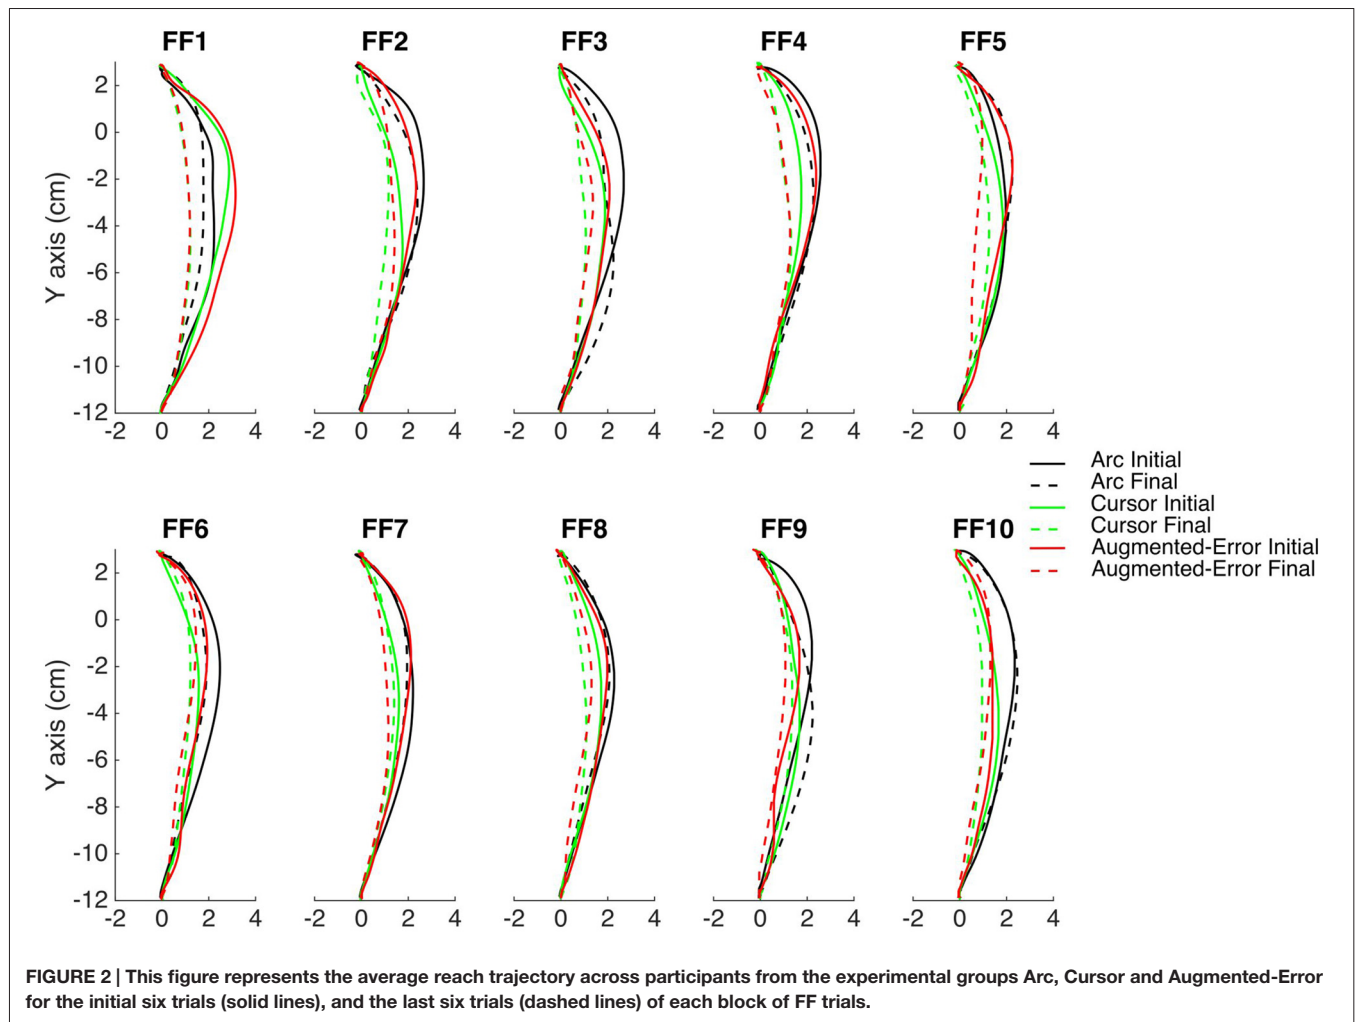 FF1 FF2 FF3 FF4 FF5
2
0
-2
-4
-6
-8
-10
-12
Y axis (cm)
-2 0 2 4 -2 0 2 4 -2 0 2 4 -2 0 2 4 -2 0 2 4
Arc Initial
Arc Final
Cursor Initial
Cursor Final
Augmented-Error Initial
Augmented-Error Final
FF6 FF7 FF8 FF9 FF10
2
0
-2
-4
-6
-8
-10
-12
Y axis (cm)
-2 0 2 4 -2 0 2 4 -2 0 2 4 -2 0 2 4 -2 0 2 4
FIGURE 2 | This figure represents the average reach trajectory across participants from the experimental groups Arc, Cursor and Augmented-Error
for the initial six trials (solid lines), and the last six trials (dashed lines) of each block of FF trials.